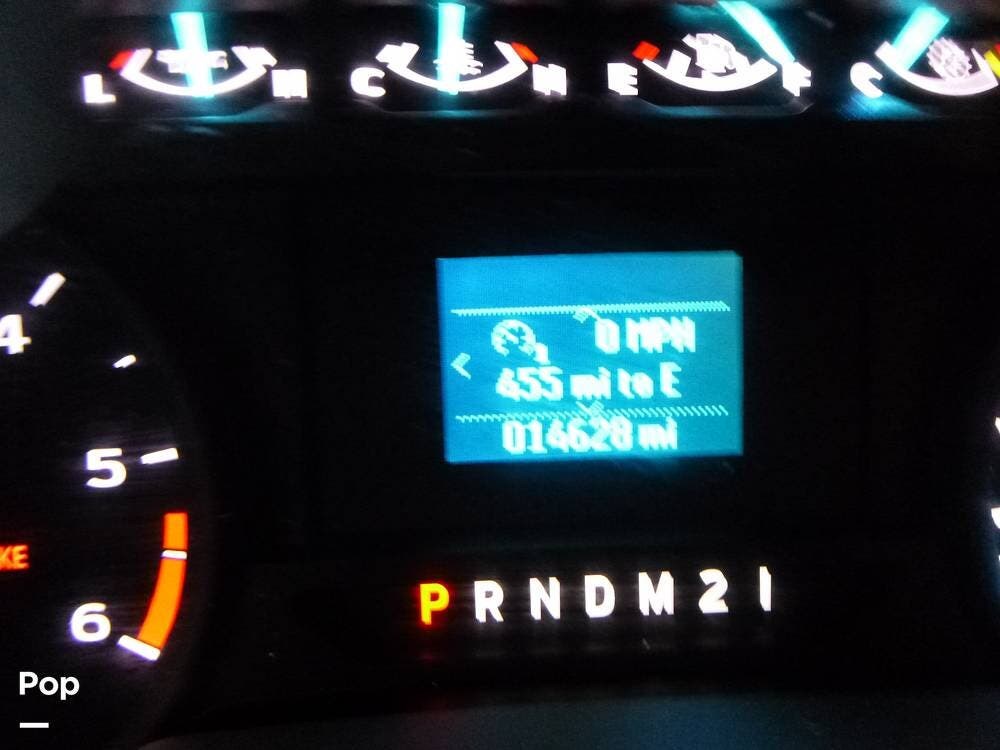 L H C H E F C
4
0 MPH
455 mi to E
014628 mi
5
KE
6
P R N D M 2 1
Pop